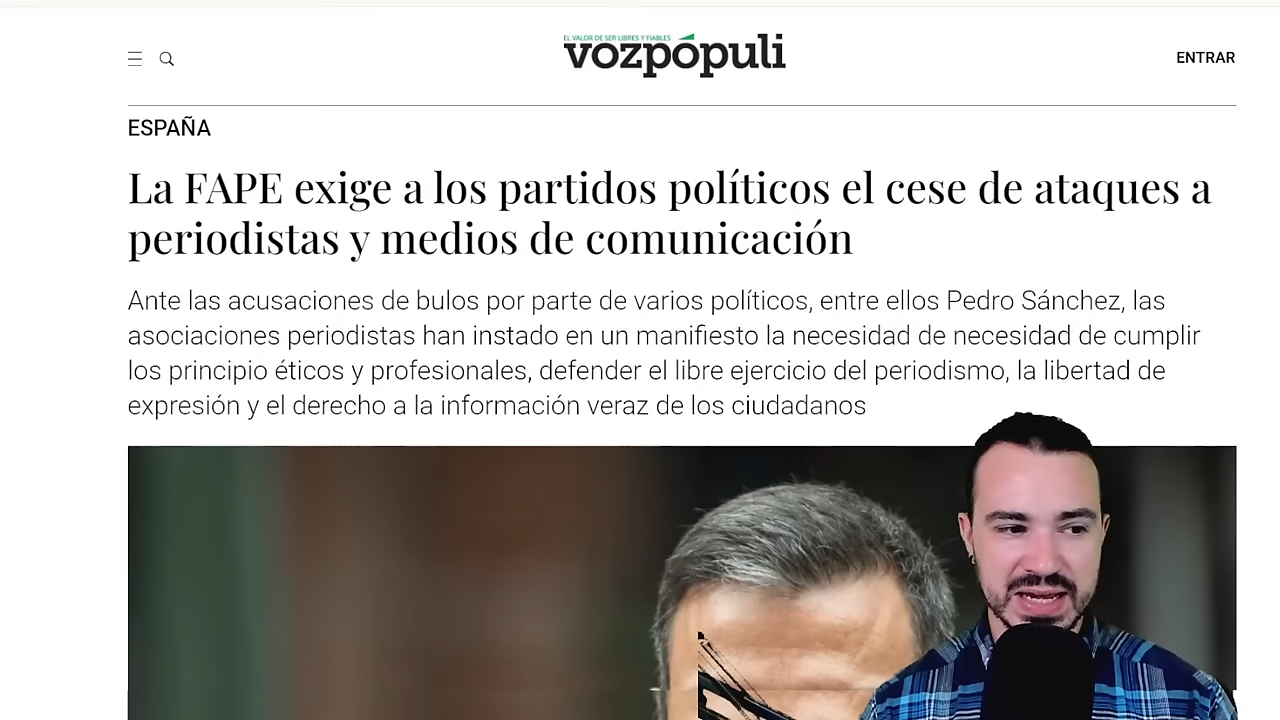 EL VALOR DE SER LIBRES Y FIABLES
vozpópuli
ENTRAR
ESPAÑA
La FAPE exige a los partidos políticos el cese de ataques a
periodistas y medios de comunicación
Ante las acusaciones de bulos por parte de varios políticos, entre ellos Pedro Sánchez, las
asociaciones periodistas han instado en un manifiesto la necesidad de necesidad de cumplir
los principio éticos y profesionales, defender el libre ejercicio del periodismo, la libertad de
expresión y el derecho a la información veraz de los ciudadanos